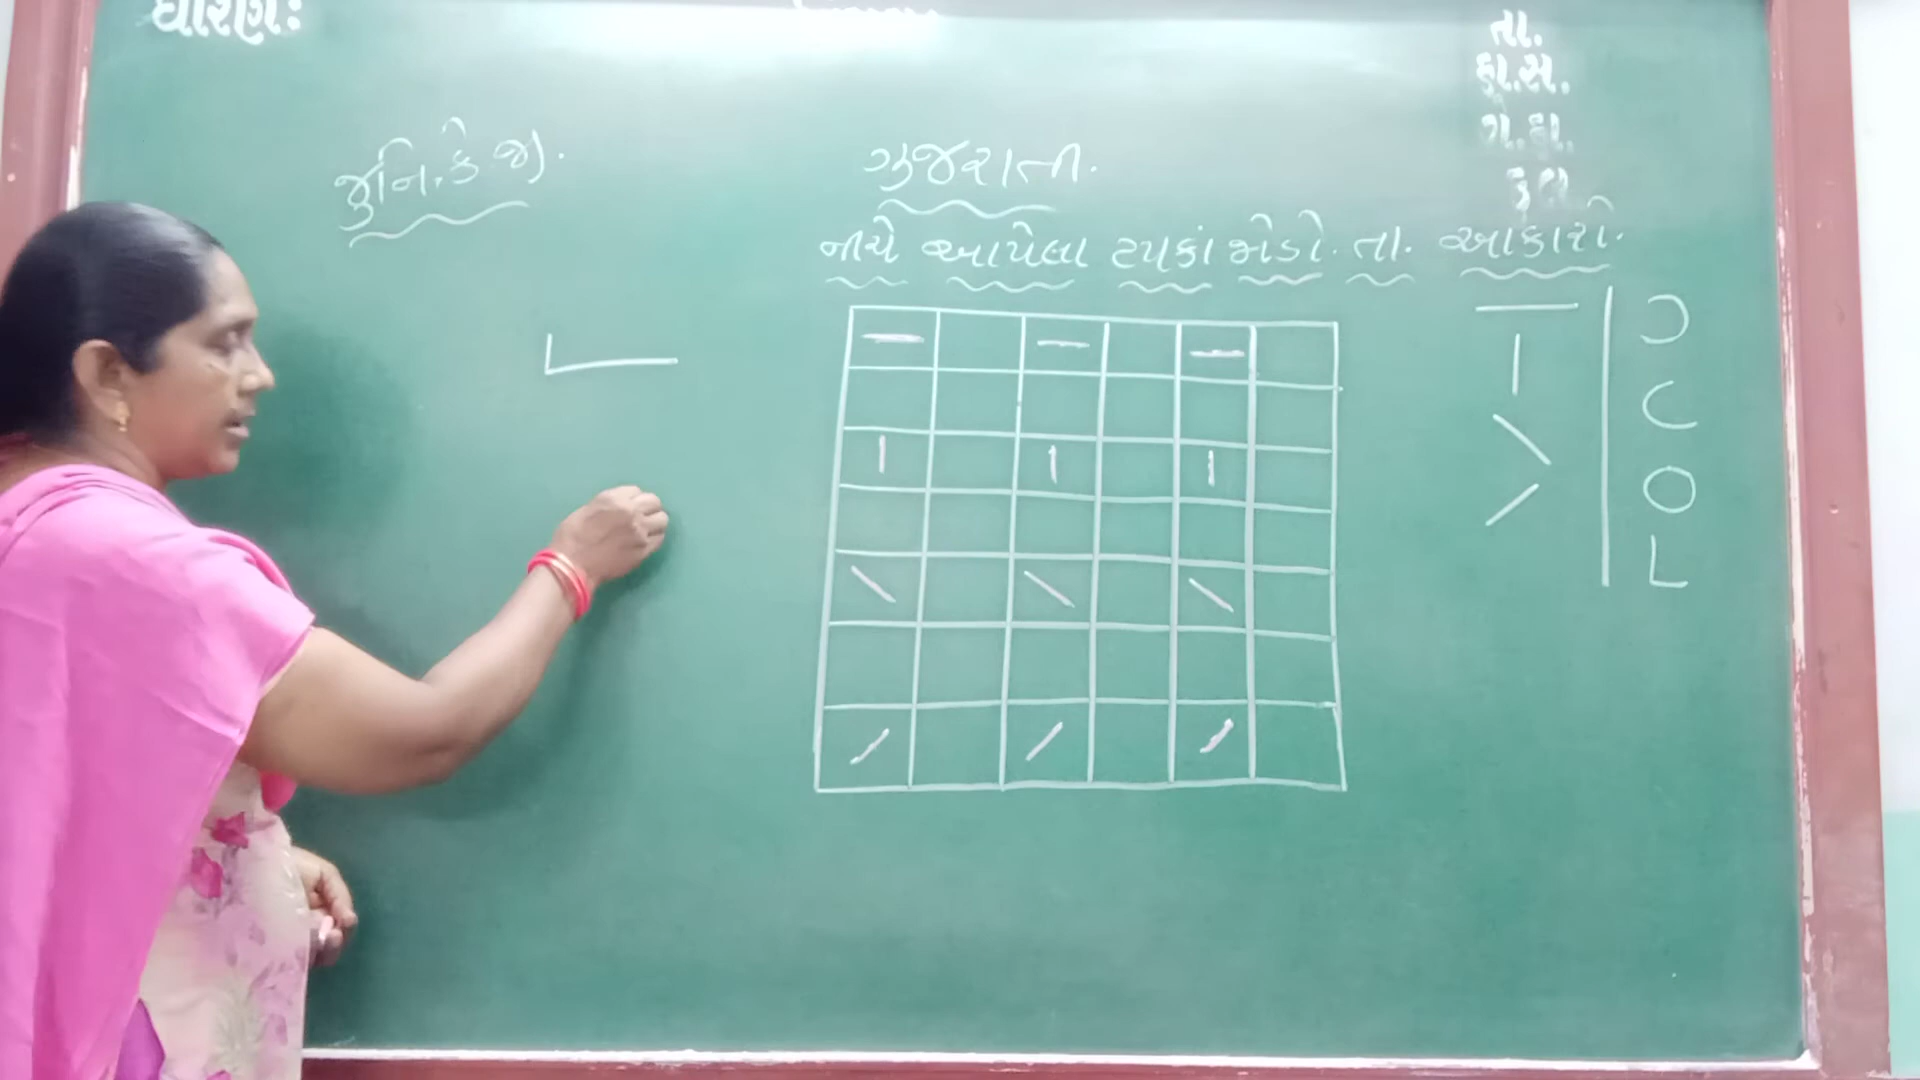 ધોરણઃ
તા.
ક્રા.સ.
ગે.હા.
કુલ
જુનિ.કે.જી.
ગુજરાતી.
નીચે આપેલા ટપકાં જોડો. તા. આકારો.